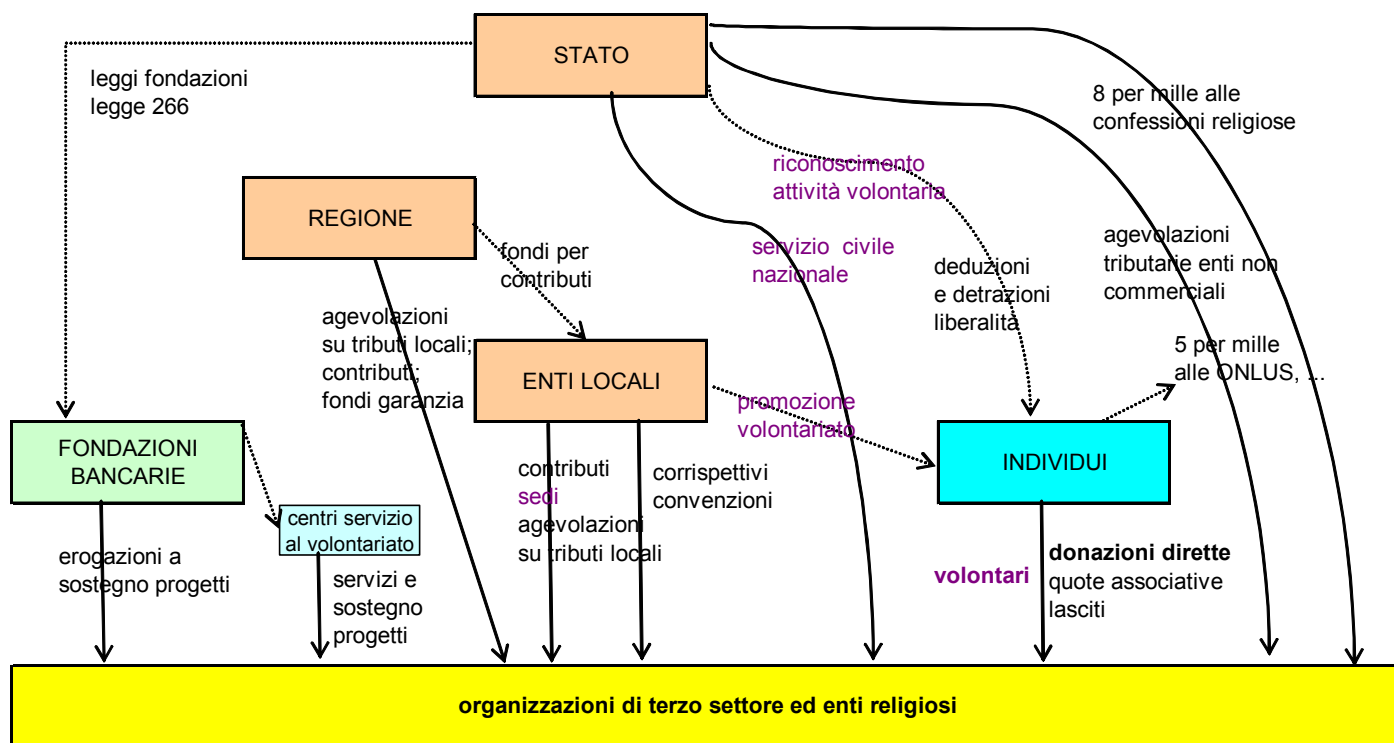 STATO
leggi fondazioni
legge 266
8 per mille alle
confessioni religiose
riconoscimento
attività volontaria
REGIONE
fondi per
contributi
servizio civile
nazionale
deduzioni
e detrazioni
liberalità
agevolazioni
tributarie enti non
commerciali
agevolazioni
su tributi locali;
contributi;
fondi garanzia
ENTI LOCALI
5 per mille
alle ONLUS, ...
promozione
volontariato
FONDAZIONI
BANCARIE
INDIVIDUI
contributi
sedi
agevolazioni
su tributi locali
corrispettivi
convenzioni
centri servizio
al volontariato
erogazioni a
sostegno progetti
servizi e
sostegno
progetti
volontari
donazioni dirette
quote associative
lasciti
organizzazioni di terzo settore ed enti religiosi